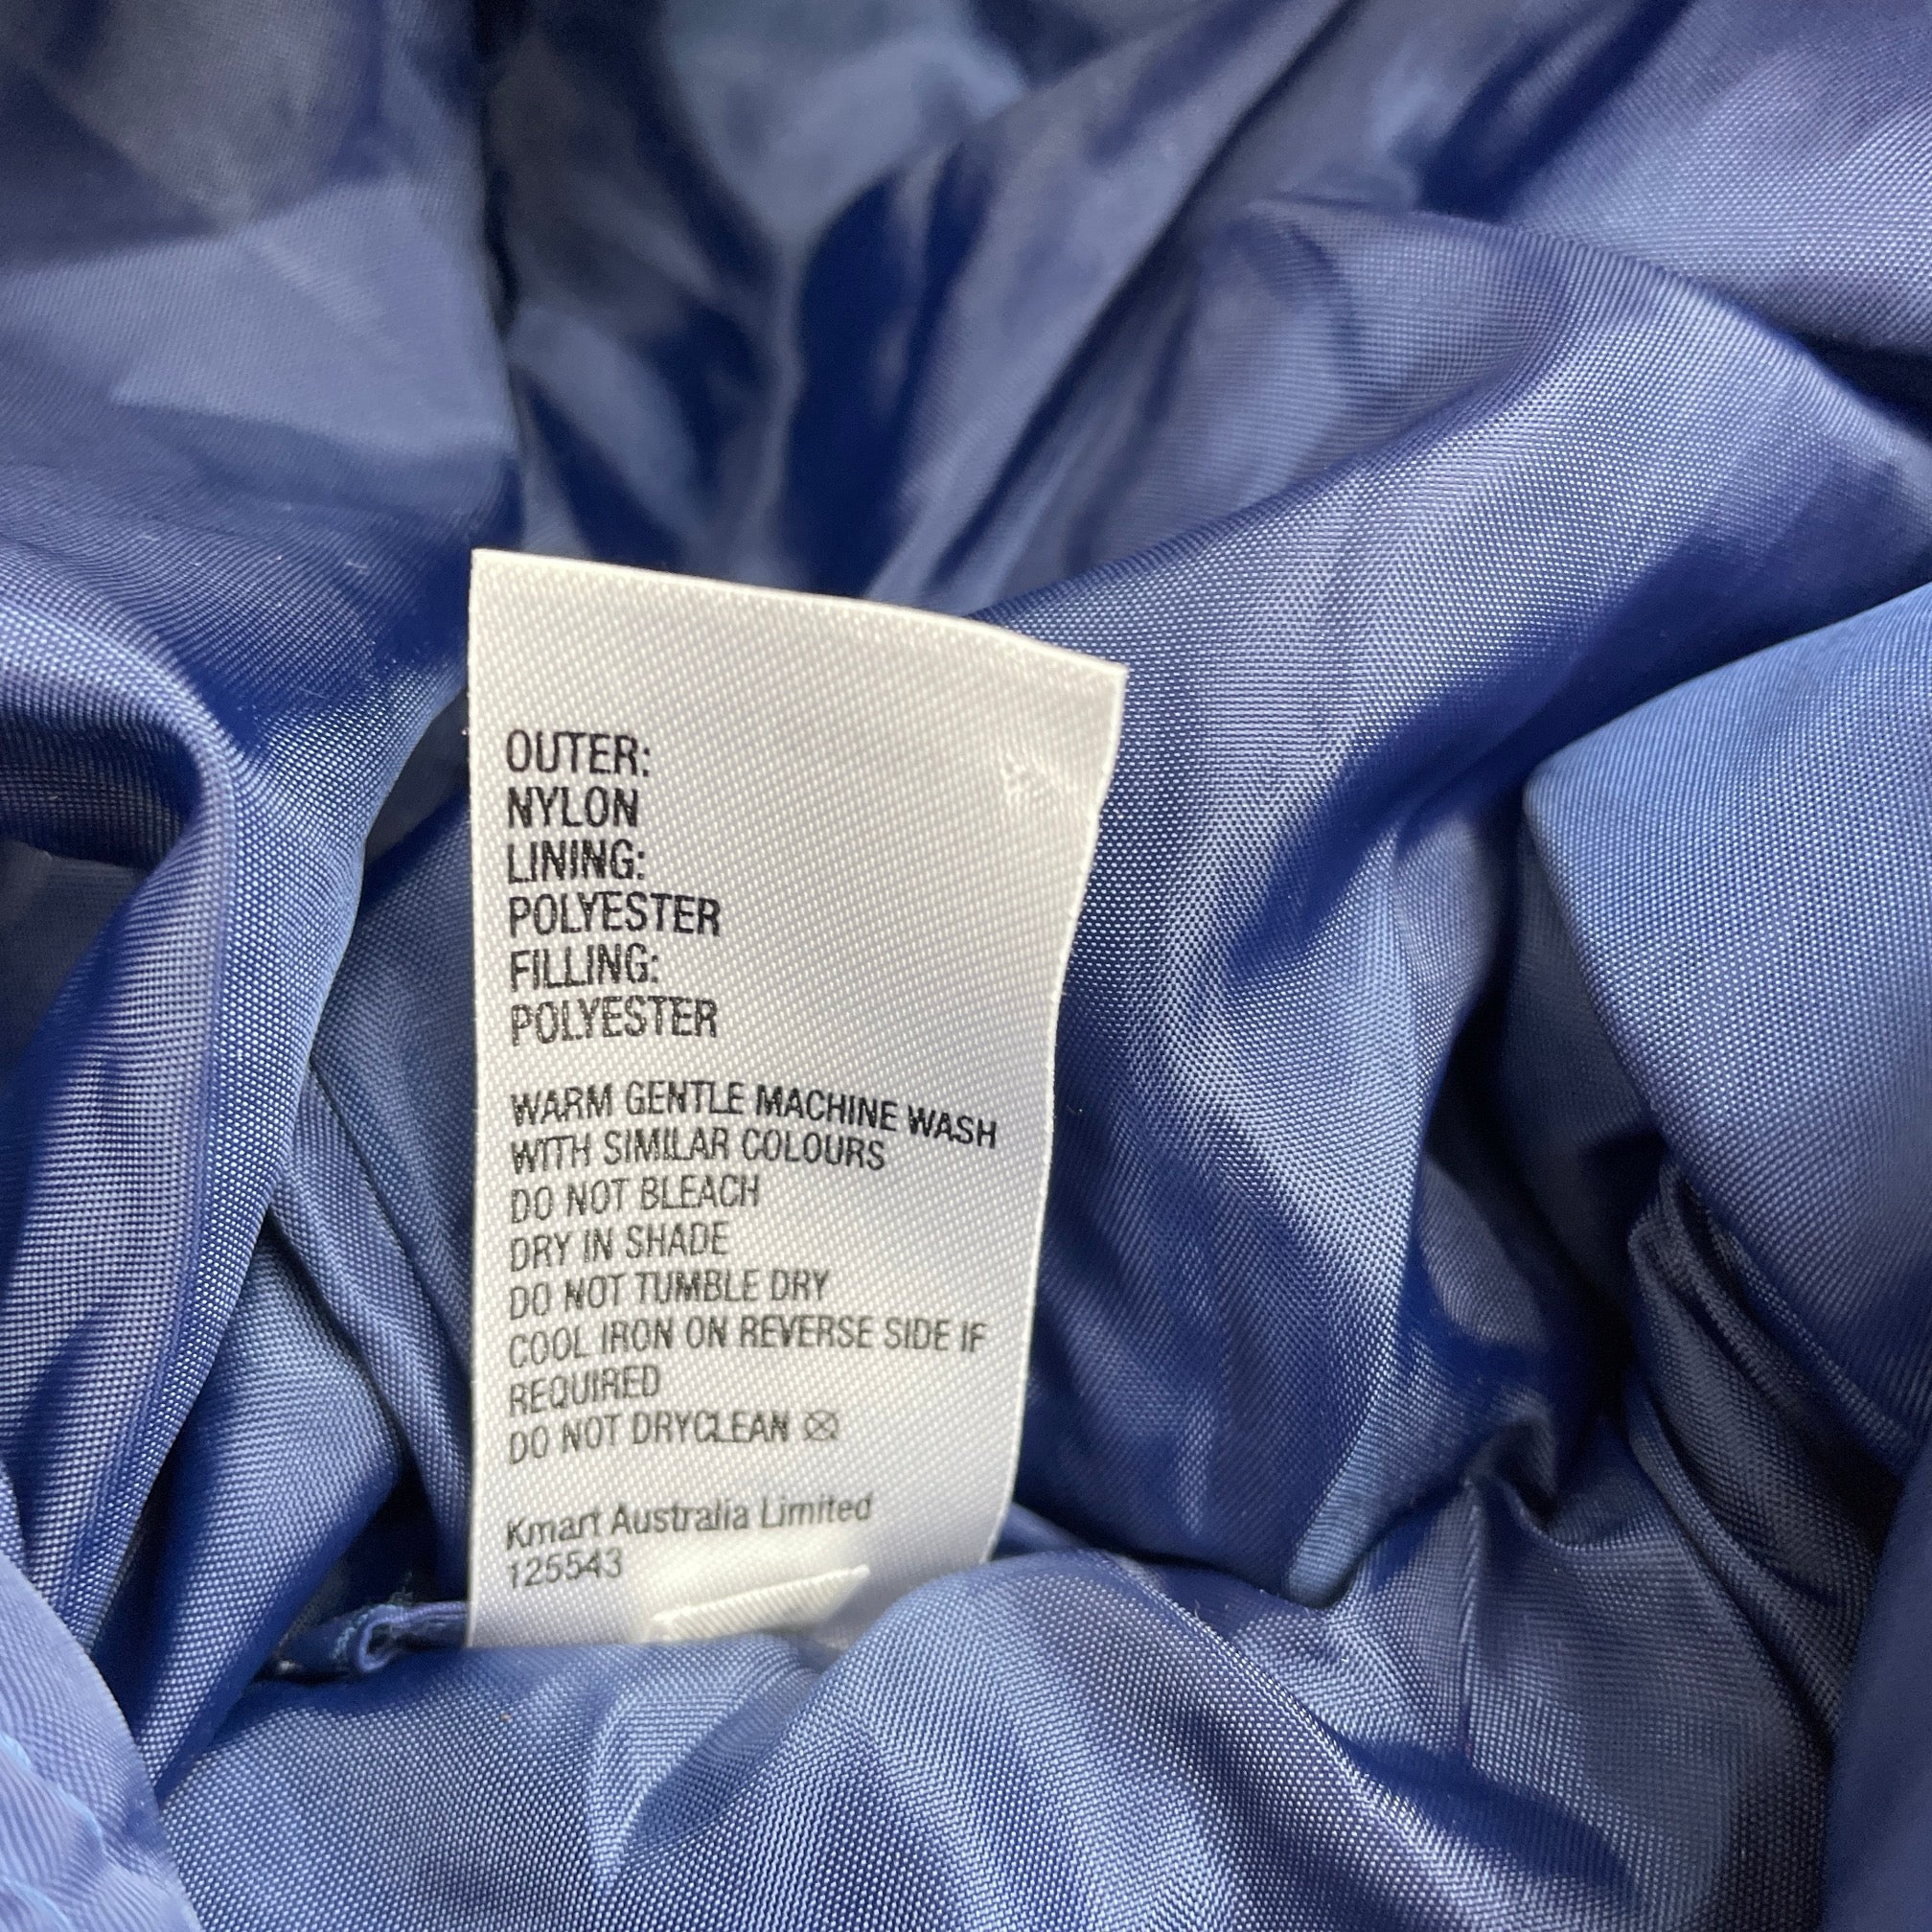 OUTER:
NYLON
LINING:
POLYESTER
FILLING:
POLYESTER
WARM GENTLE MACHINE WASH
WITH SIMILAR COLOURS
DO NOT BLEACH
DRY IN SHADE
DO NOT TUMBLE DRY
COOL IRON ON REVERSE SIDE IF
REQUIRED
DO NOT DRYCLEAN
Kmart Australia Limited
125543